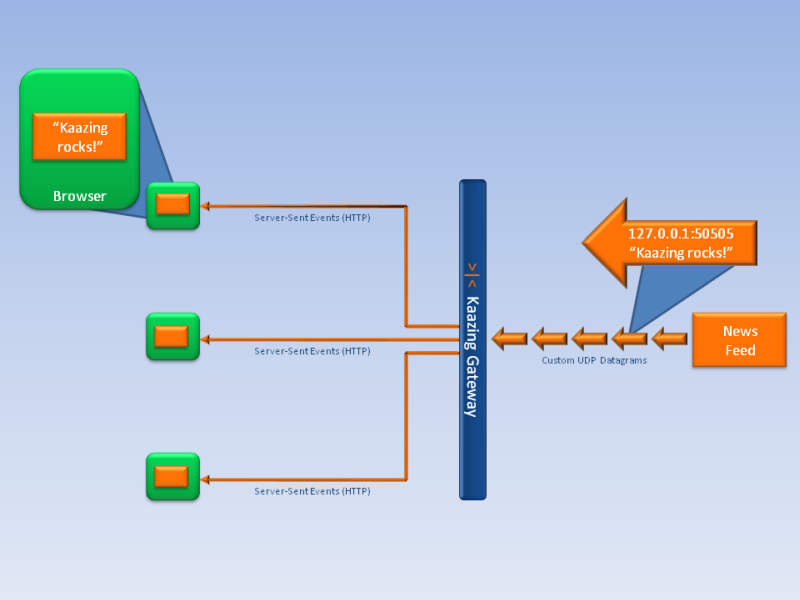 “Kaazing
rocks!”
Browser
Server-Sent Events (HTTP)
Server-Sent Events (HTTP)
Server-Sent Events (HTTP)
Kaazing Gateway
127.0.0.1:50505
“Kaazing rocks!”
Custom UDP Datagrams
News
Feed